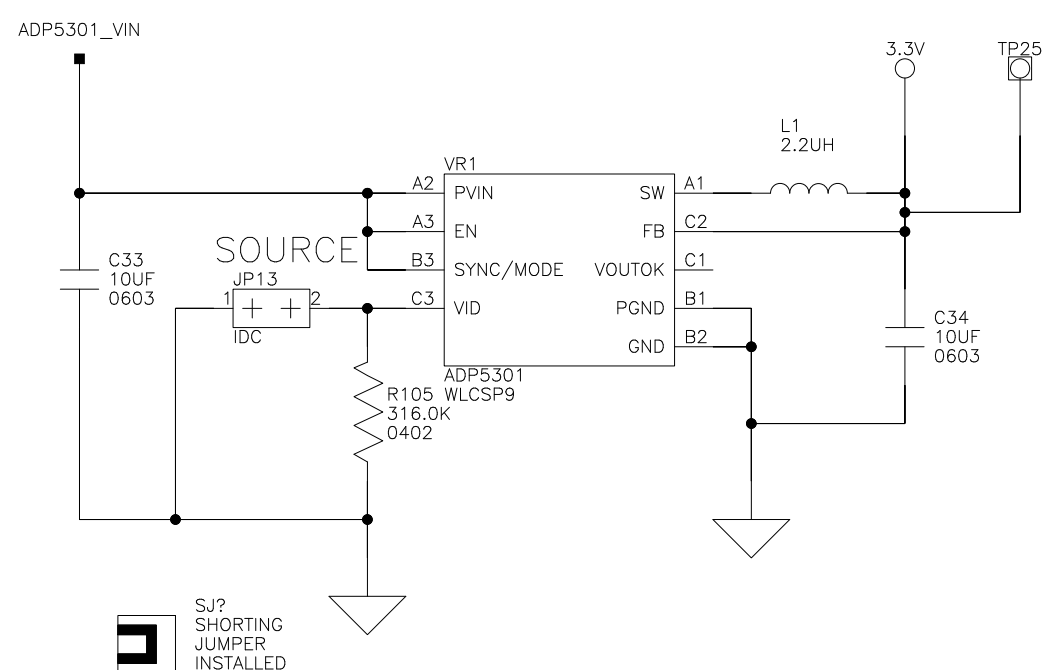 ADP5301_VIN
3.3V
TP25
L1
2.2UH
VR1
A2
PVIN
SW
A1
A3
EN
FB
C2
SOURCE
B3
SYNC/MODE
VOUTOK
C1
C33
10UF
0603
JP13
1
2
IDC
C3
VID
PGND
B1
GND
B2
C34
10UF
0603
ADP5301
WLCSP9
R105
316.0K
0402
SJ?
SHORTING
JUMPER
INSTALLED